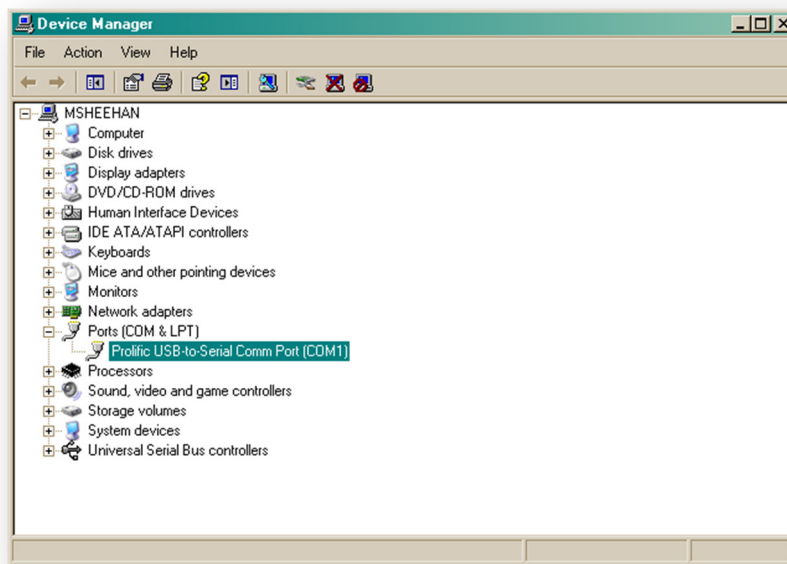 Device Manager
File Action View Help
MSHEEHAN
Computer
Disk drives
Display adapters
DVD/CD-ROM drives
Human Interface Devices
IDE ATA/ATAPI controllers
Keyboards
Mice and other pointing devices
Monitors
Network adapters
Ports (COM & LPT)
Prolific USB-to-Serial Comm Port (COM1)
Processors
Sound, video and game controllers
Storage volumes
System devices
Universal Serial Bus controllers